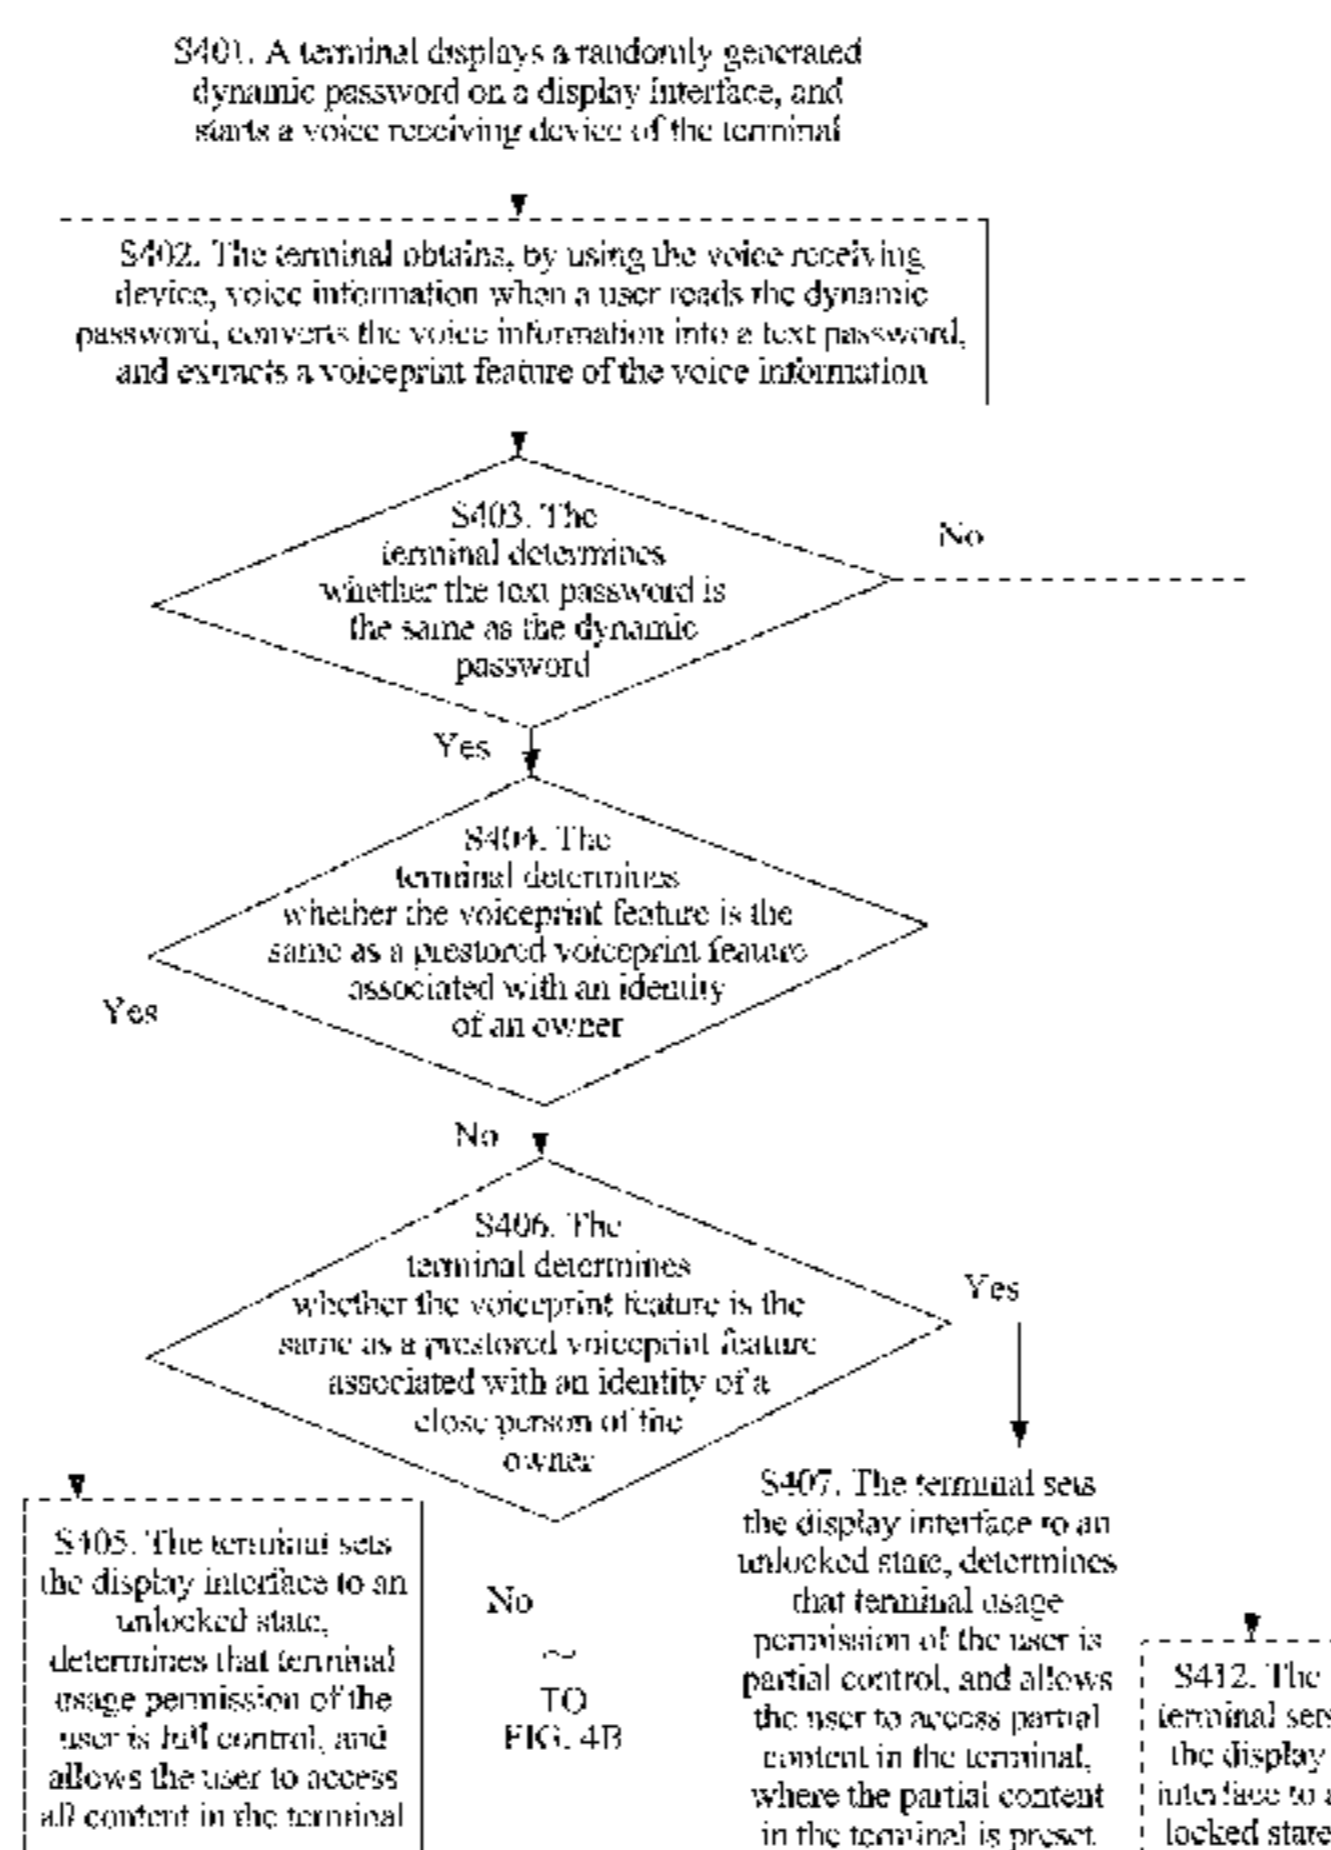 S401. A terminal displays a randomly generated
dynamic password on a display interface, and
starts a voice receiving device of the terminal
S402. The terminal obtains, by using the voice receiving
device, voice information when a user reads the dynamic
password, converts the voice information into a text password,
and extracts a voiceprint feature of the voice information
S403. The
terminal determines
whether the text password is
the same as the dynamic
password
No
Yes
S404. The
terminal determines
whether the voiceprint feature is the
same as a prestored voiceprint feature
associated with an identity
of an owner
Yes
No
S406. The
terminal determines
whether the voiceprint feature is the
same as a prestored voiceprint feature
associated with an identity of a
close person of the
owner
Yes
S405. The terminal sets
the display interface to an
unlocked state,
determines that terminal
usage permission of the
user is full control, and
allows the user to access
all content in the terminal
No
~
TO
FIG. 4B
S407. The terminal sets
the display interface to an
unlocked state, determines
that terminal usage
permission of the user is
partial control, and allows
the user to access partial
content in the terminal,
where the partial content
in the terminal is preset
S412. The
terminal sets
the display
interface to a
locked state